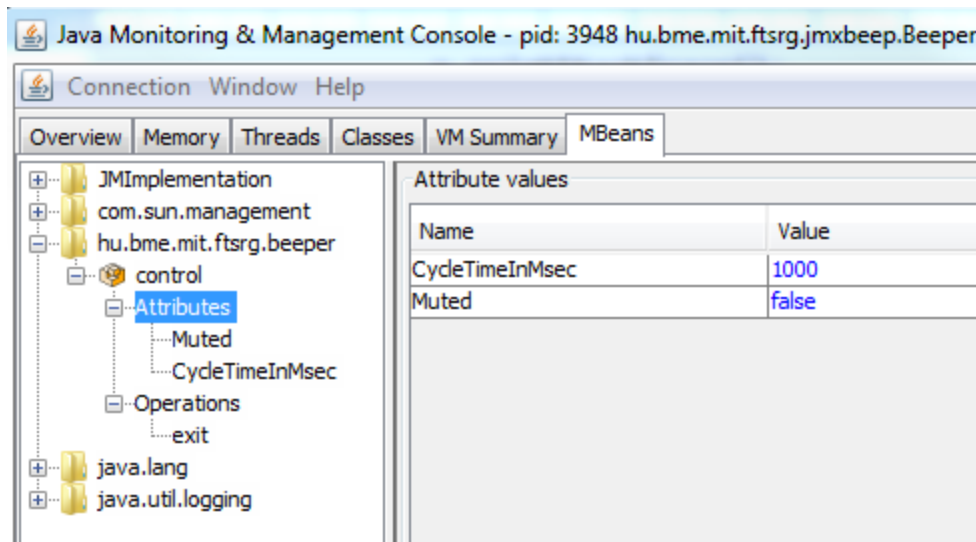 Java Monitoring & Management Console - pid: 3948 hu.bme.mit.ftsrg.jmxbeep.Beeper
Connection Window Help
Overview Memory Threads Classes VM Summary MBeans
JMImplementation
com.sun.management
hu.bme.mit.ftsrg.beeper
control
Attributes
Muted
CycleTimeInMsec
Operations
exit
java.lang
java.util.logging
Attribute values
Name Value
CycleTimeInMsec 1000
Muted false